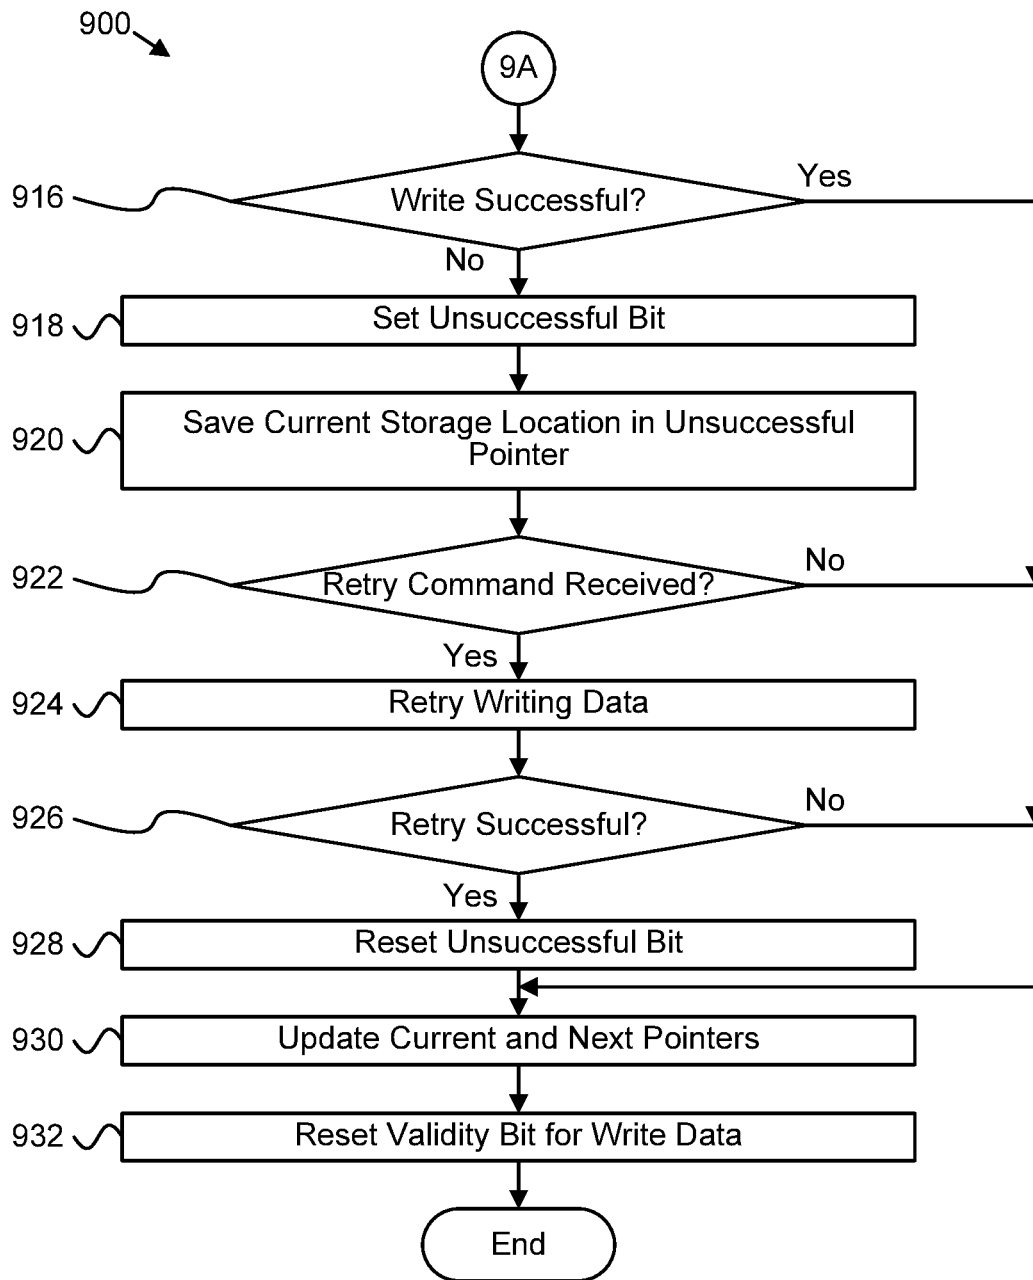 900
9A
916
Write Successful?
Yes
No
918
Set Unsuccessful Bit
920
Save Current Storage Location in Unsuccessful
Pointer
922
Retry Command Received?
No
Yes
924
Retry Writing Data
926
Retry Successful?
No
Yes
928
Reset Unsuccessful Bit
930
Update Current and Next Pointers
932
Reset Validity Bit for Write Data
End